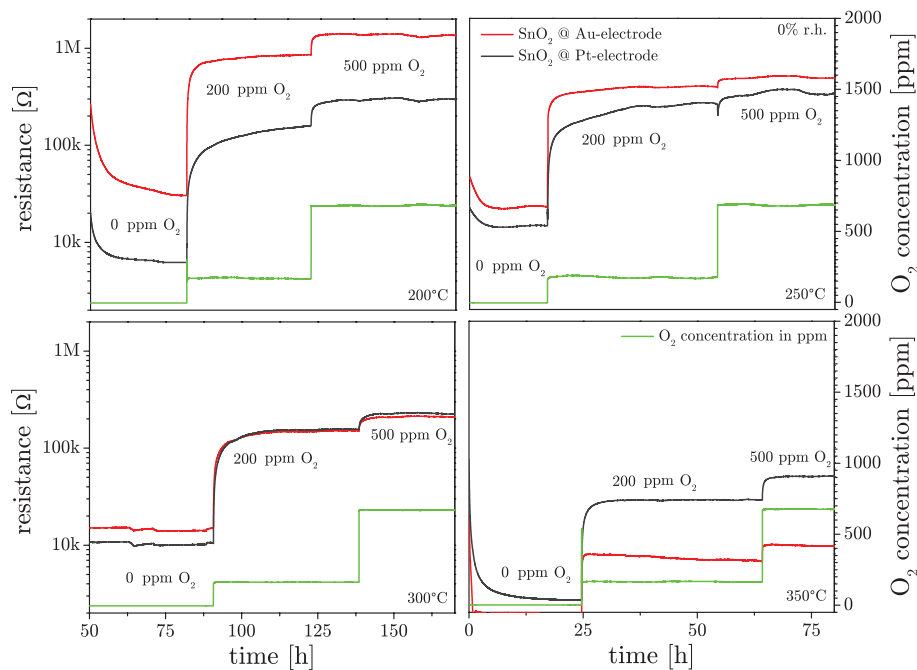 2000
1M
SnO₂ @ Au-electrode
0% r.h.
SnO₂ @ Pt-electrode
500 ppm O₂
200 ppm O₂
1500
500 ppm O₂
200 ppm O₂
100k
1000
resistance [Ω]
O₂ concentration [ppm]
0 ppm O₂
500
10k
0 ppm O₂
200°C
250°C
0
2000
1M
O₂ concentration in ppm
1500
500 ppm O₂
200 ppm O₂
100k
500 ppm O₂
1000
200 ppm O₂
resistance [Ω]
O₂ concentration [ppm]
10k
500
0 ppm O₂
0 ppm O₂
300°C
350°C
0
50 75 100 125 150
0 25 50 75
time [h]
time [h]